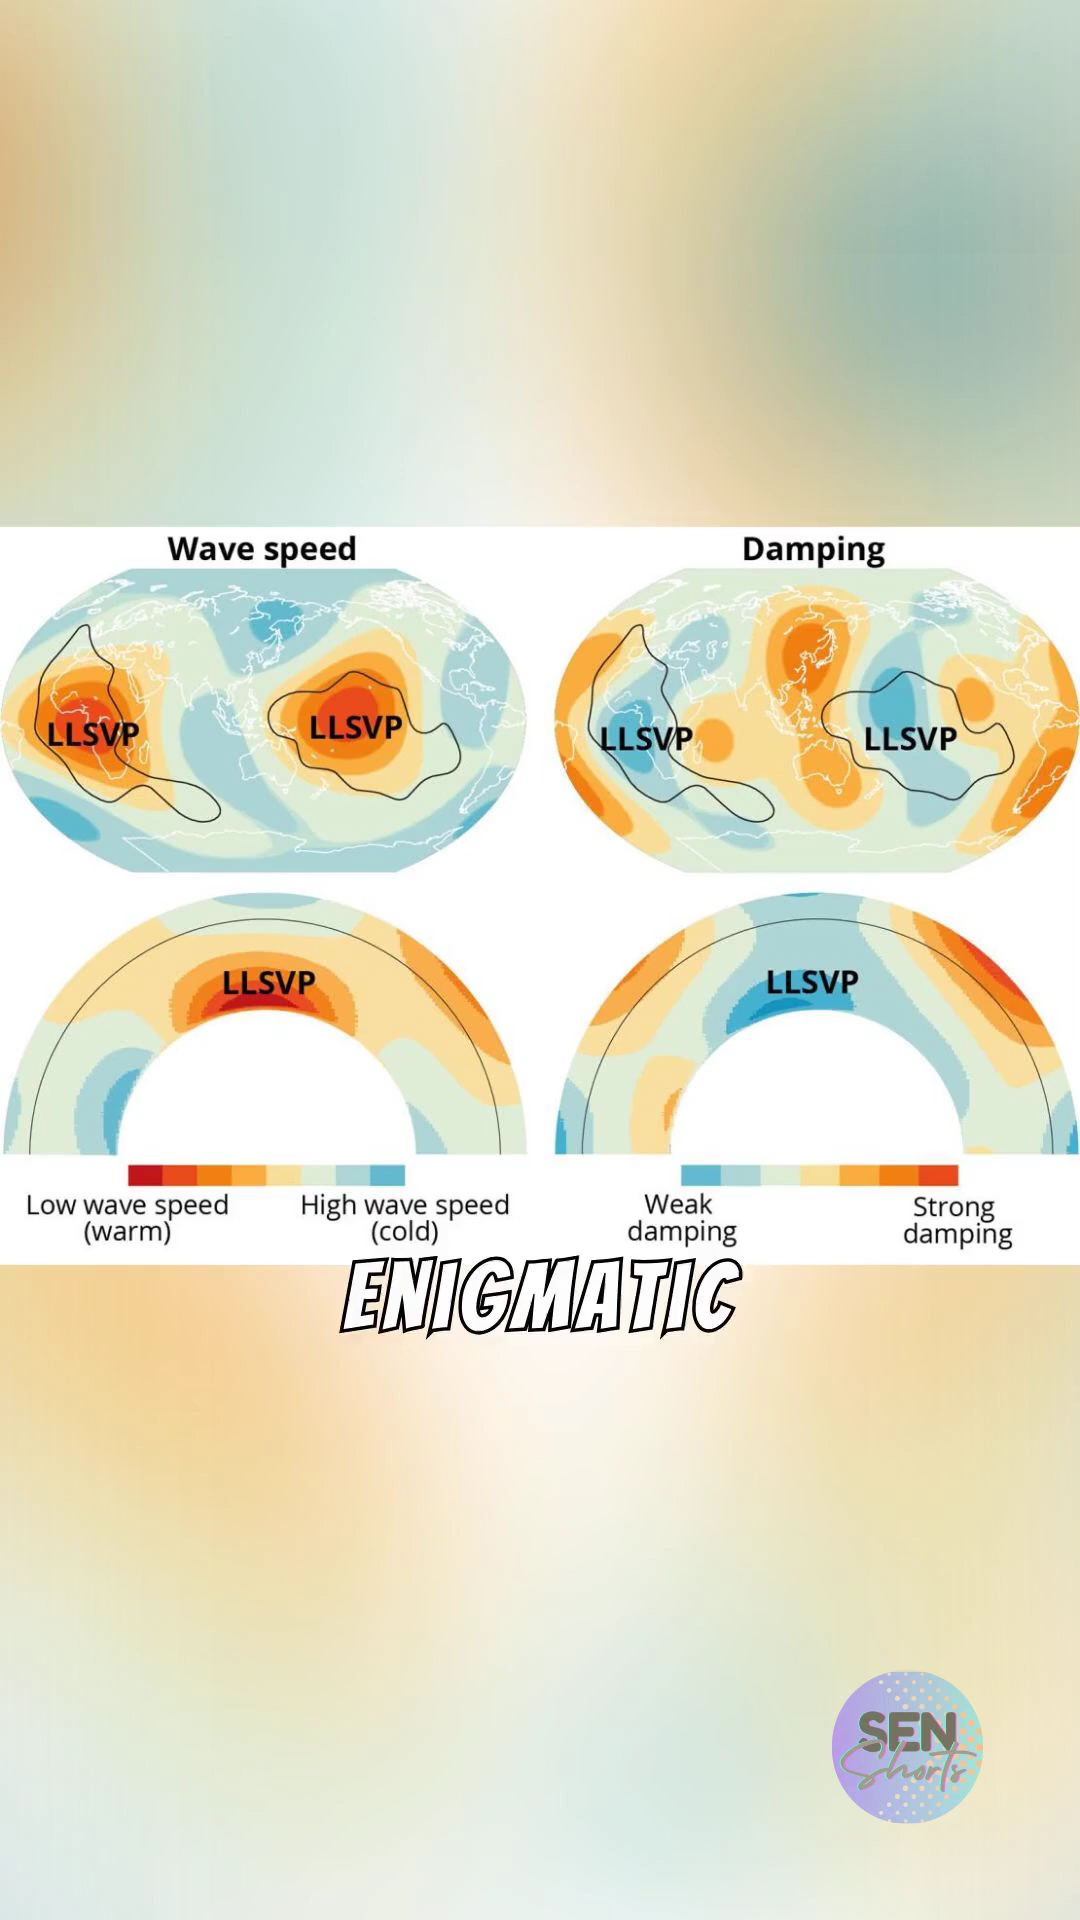 Wave speed
Damping
LLSVP
LLSVP
LLSVP
LLSVP
LLSVP
LLSVP
Low wave speed
(warm)
High wave speed
(cold)
Weak
damping
Strong
damping
ENIGMATIC
SEN
Shorts